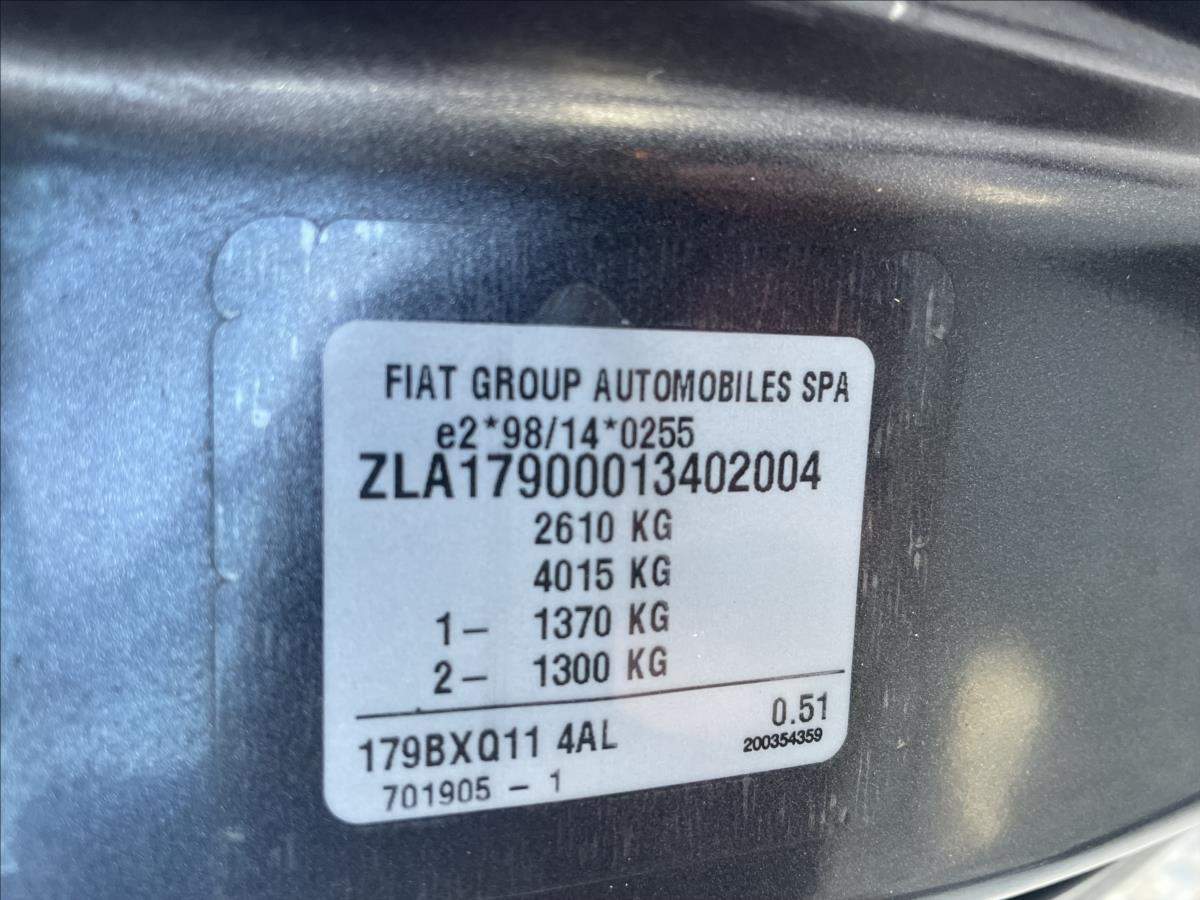 FIAT GROUP AUTOMOBILES SPA
e2*98/14*0255
ZLA17900013402004
2610 KG
4015 KG
1– 1370 KG
2– 1300 KG
179BXQ11 4AL 0.51
701905 – 1 200354359